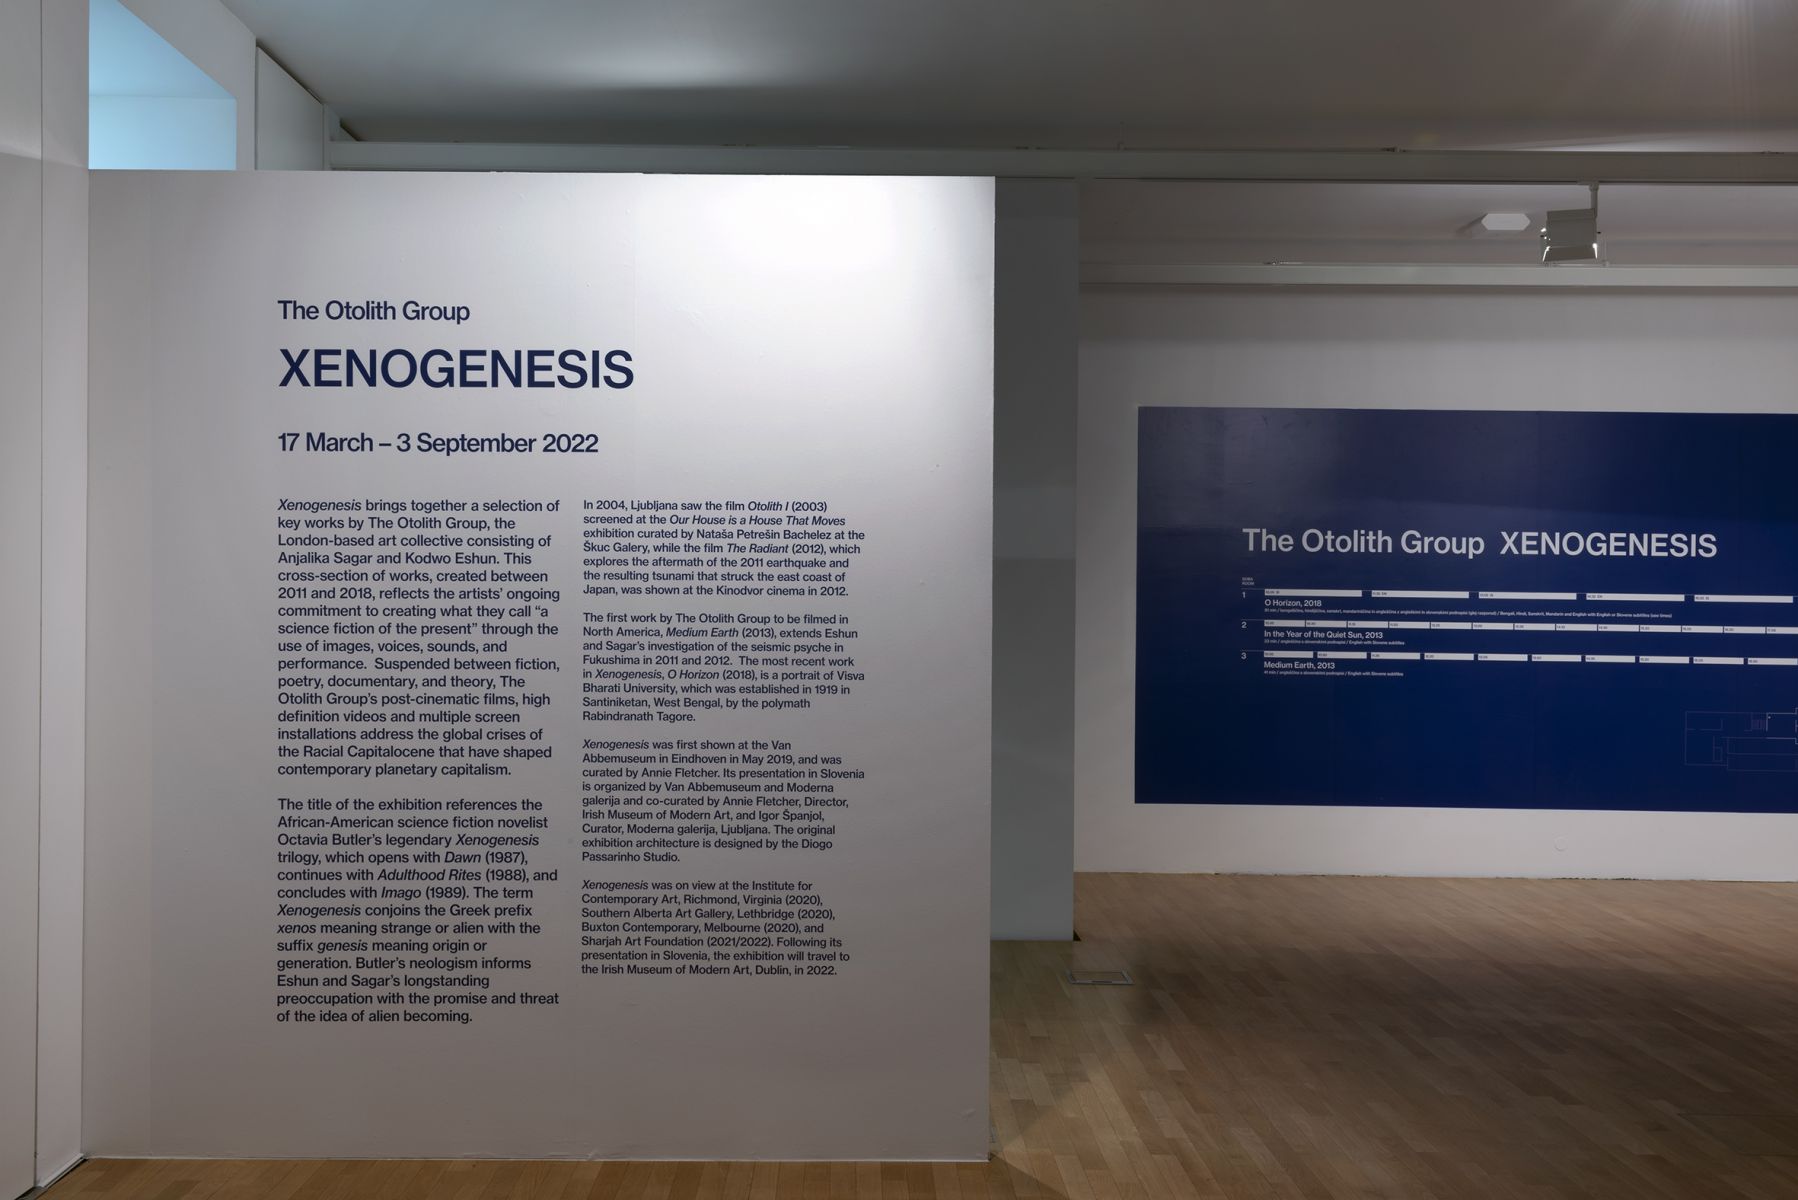 The Otolith Group
XENOGENESIS
17 March – 3 September 2022
Xenogenesis brings together a selection of
key works by The Otolith Group, the
London-based art collective consisting of
Anjalika Sagar and Kodwo Eshun. This
cross-section of works, created between
2011 and 2018, reflects the artists' ongoing
commitment to creating what they call “a
science fiction of the present” through the
use of images, voices, sounds, and
performance. Suspended between fiction,
poetry, documentary, and theory, The
Otolith Group's post-cinematic films, high
definition videos and multiple screen
installations address the global crises of
the Racial Capitalocene that have shaped
contemporary planetary capitalism.
The title of the exhibition references the
African-American science fiction novelist
Octavia Butler's legendary Xenogenesis
trilogy, which opens with Dawn (1987),
continues with Adulthood Rites (1988), and
concludes with Imago (1989). The term
Xenogenesis conjoins the Greek prefix
xenos meaning strange or alien with the
suffix genesis meaning origin or
generation. Butler's neologism informs
Eshun and Sagar's longstanding
preoccupation with the promise and threat
of the idea of alien becoming.
In 2004, Ljubljana saw the film Otolith I (2003)
screened at the Our House is a House That Moves
exhibition curated by Nataša Petrešin Bachelez at the
Škuc Galery, while the film The Radiant (2012), which
explores the aftermath of the 2011 earthquake and
the resulting tsunami that struck the east coast of
Japan, was shown at the Kinodvor cinema in 2012.
The first work by The Otolith Group to be filmed in
North America, Medium Earth (2013), extends Eshun
and Sagar's investigation of the seismic psyche in
Fukushima in 2011 and 2012. The most recent work
in Xenogenesis, O Horizon (2018), is a portrait of Visva
Bharati University, which was established in 1919 in
Santiniketan, West Bengal, by the polymath
Rabindranath Tagore.
Xenogenesis was first shown at the Van
Abbemuseum in Eindhoven in May 2019, and was
curated by Annie Fletcher. Its presentation in Slovenia
is organized by Van Abbemuseum and Moderna
galerija and co-curated by Annie Fletcher, Director,
Irish Museum of Modern Art, and Igor Španjol,
Curator, Moderna galerija, Ljubljana. The original
exhibition architecture is designed by the Diogo
Passarinho Studio.
Xenogenesis was on view at the Institute for
Contemporary Art, Richmond, Virginia (2020),
Southern Alberta Art Gallery, Lethbridge (2020),
Buxton Contemporary, Melbourne (2020), and
Sharjah Art Foundation (2021/2022). Following its
presentation in Slovenia, the exhibition will travel to
the Irish Museum of Modern Art, Dublin, in 2022.
The Otolith Group XENOGENESIS
SOBA
ROOM
1
O Horizon, 2018
2
In the Year of the Quiet Sun, 2013
33 min / angleščina s slovenskimi podnapisi / English with Slovene subtitles
3
Medium Earth, 2013
41 min / angleščina s slovenskimi podnapisi / English with Slovene subtitles